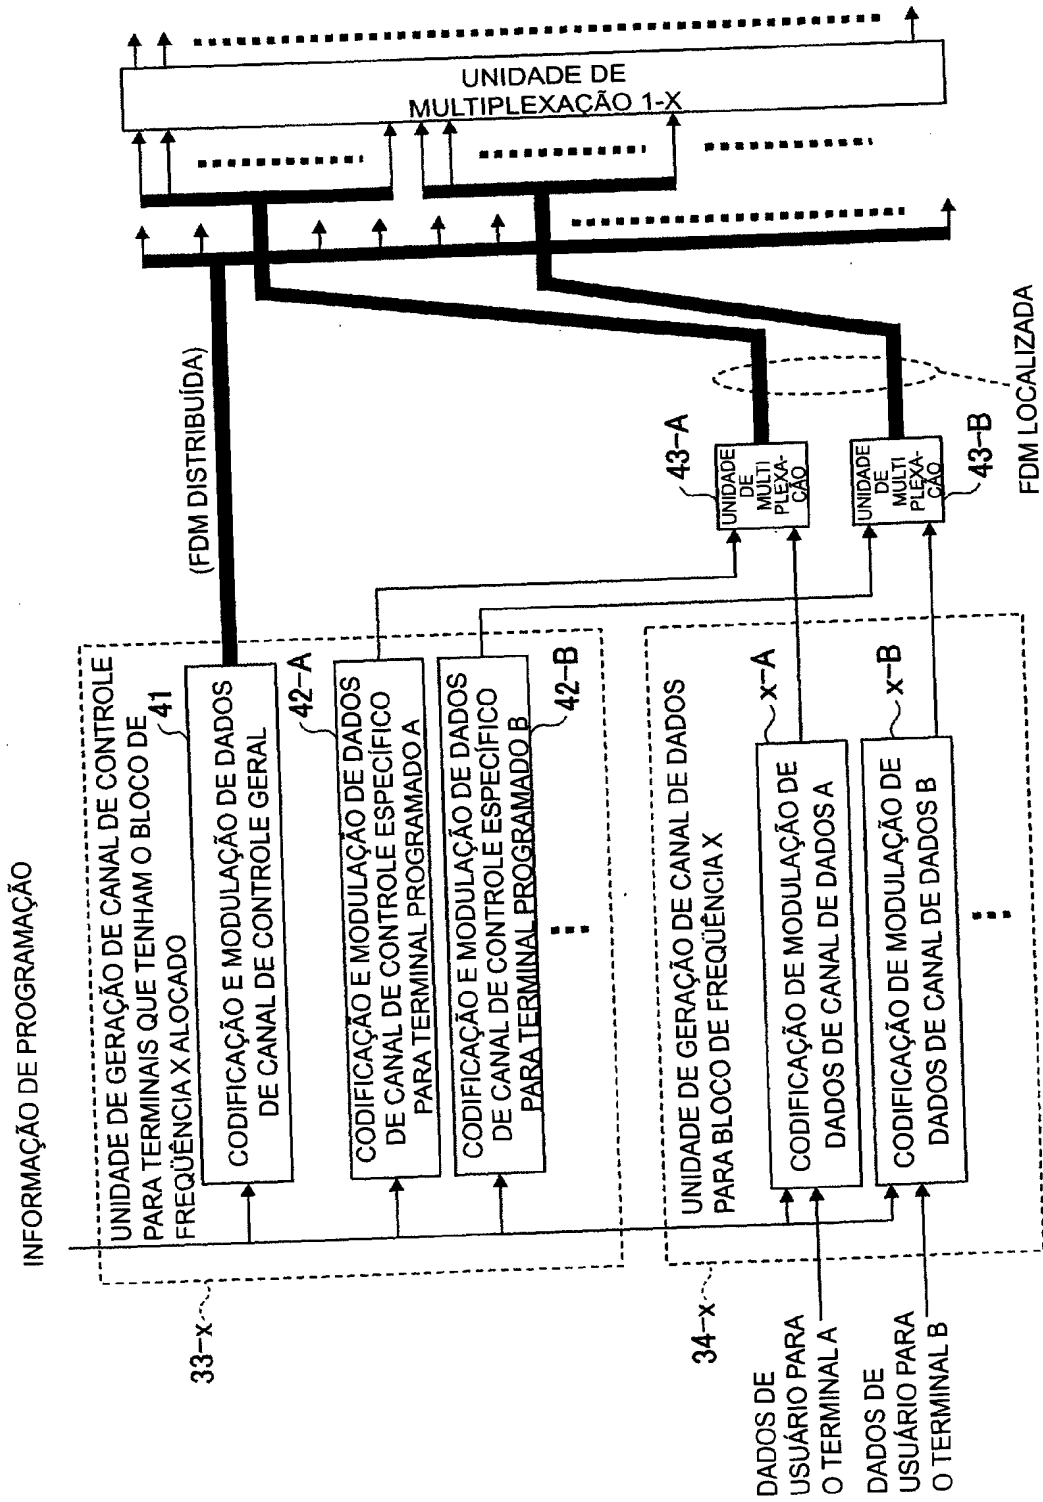 INFORMAÇÃO DE PROGRAMAÇÃO
33-x
UNIDADE DE GERAÇÃO DE CANAL DE CONTROLE
PARA TERMINAIS QUE TENHAM O BLOCO DE
FREQÜÊNCIA X ALOCADO
41
CODIFICAÇÃO E MODULAÇÃO DE DADOS
DE CANAL DE CONTROLE GERAL
42-A
CODIFICAÇÃO E MODULAÇÃO DE DADOS
DE CANAL DE CONTROLE ESPECÍFICO
PARA TERMINAL PROGRAMADO A
CODIFICAÇÃO E MODULAÇÃO DE DADOS
DE CANAL DE CONTROLE ESPECÍFICO
PARA TERMINAL PROGRAMADO B
42-B
34-x
UNIDADE DE GERAÇÃO DE CANAL DE DADOS
PARA BLOCO DE FREQÜÊNCIA X
x-A
CODIFICAÇÃO DE MODULAÇÃO DE
DADOS DE CANAL DE DADOS A
x-B
CODIFICAÇÃO DE MODULAÇÃO DE
DADOS DE CANAL DE DADOS B
DADOS DE
USUÁRIO PARA
O TERMINAL A
DADOS DE
USUÁRIO PARA
O TERMINAL B
(FDM DISTRIBUÍDA)
43-A
UNIDADE
DE
MULTI
PLEXA-
ÇÃO
UNIDADE
DE
MULTI
PLEXA-
ÇÃO
43-B
FDM LOCALIZADA
UNIDADE DE
MULTIPLEXAÇÃO 1-X